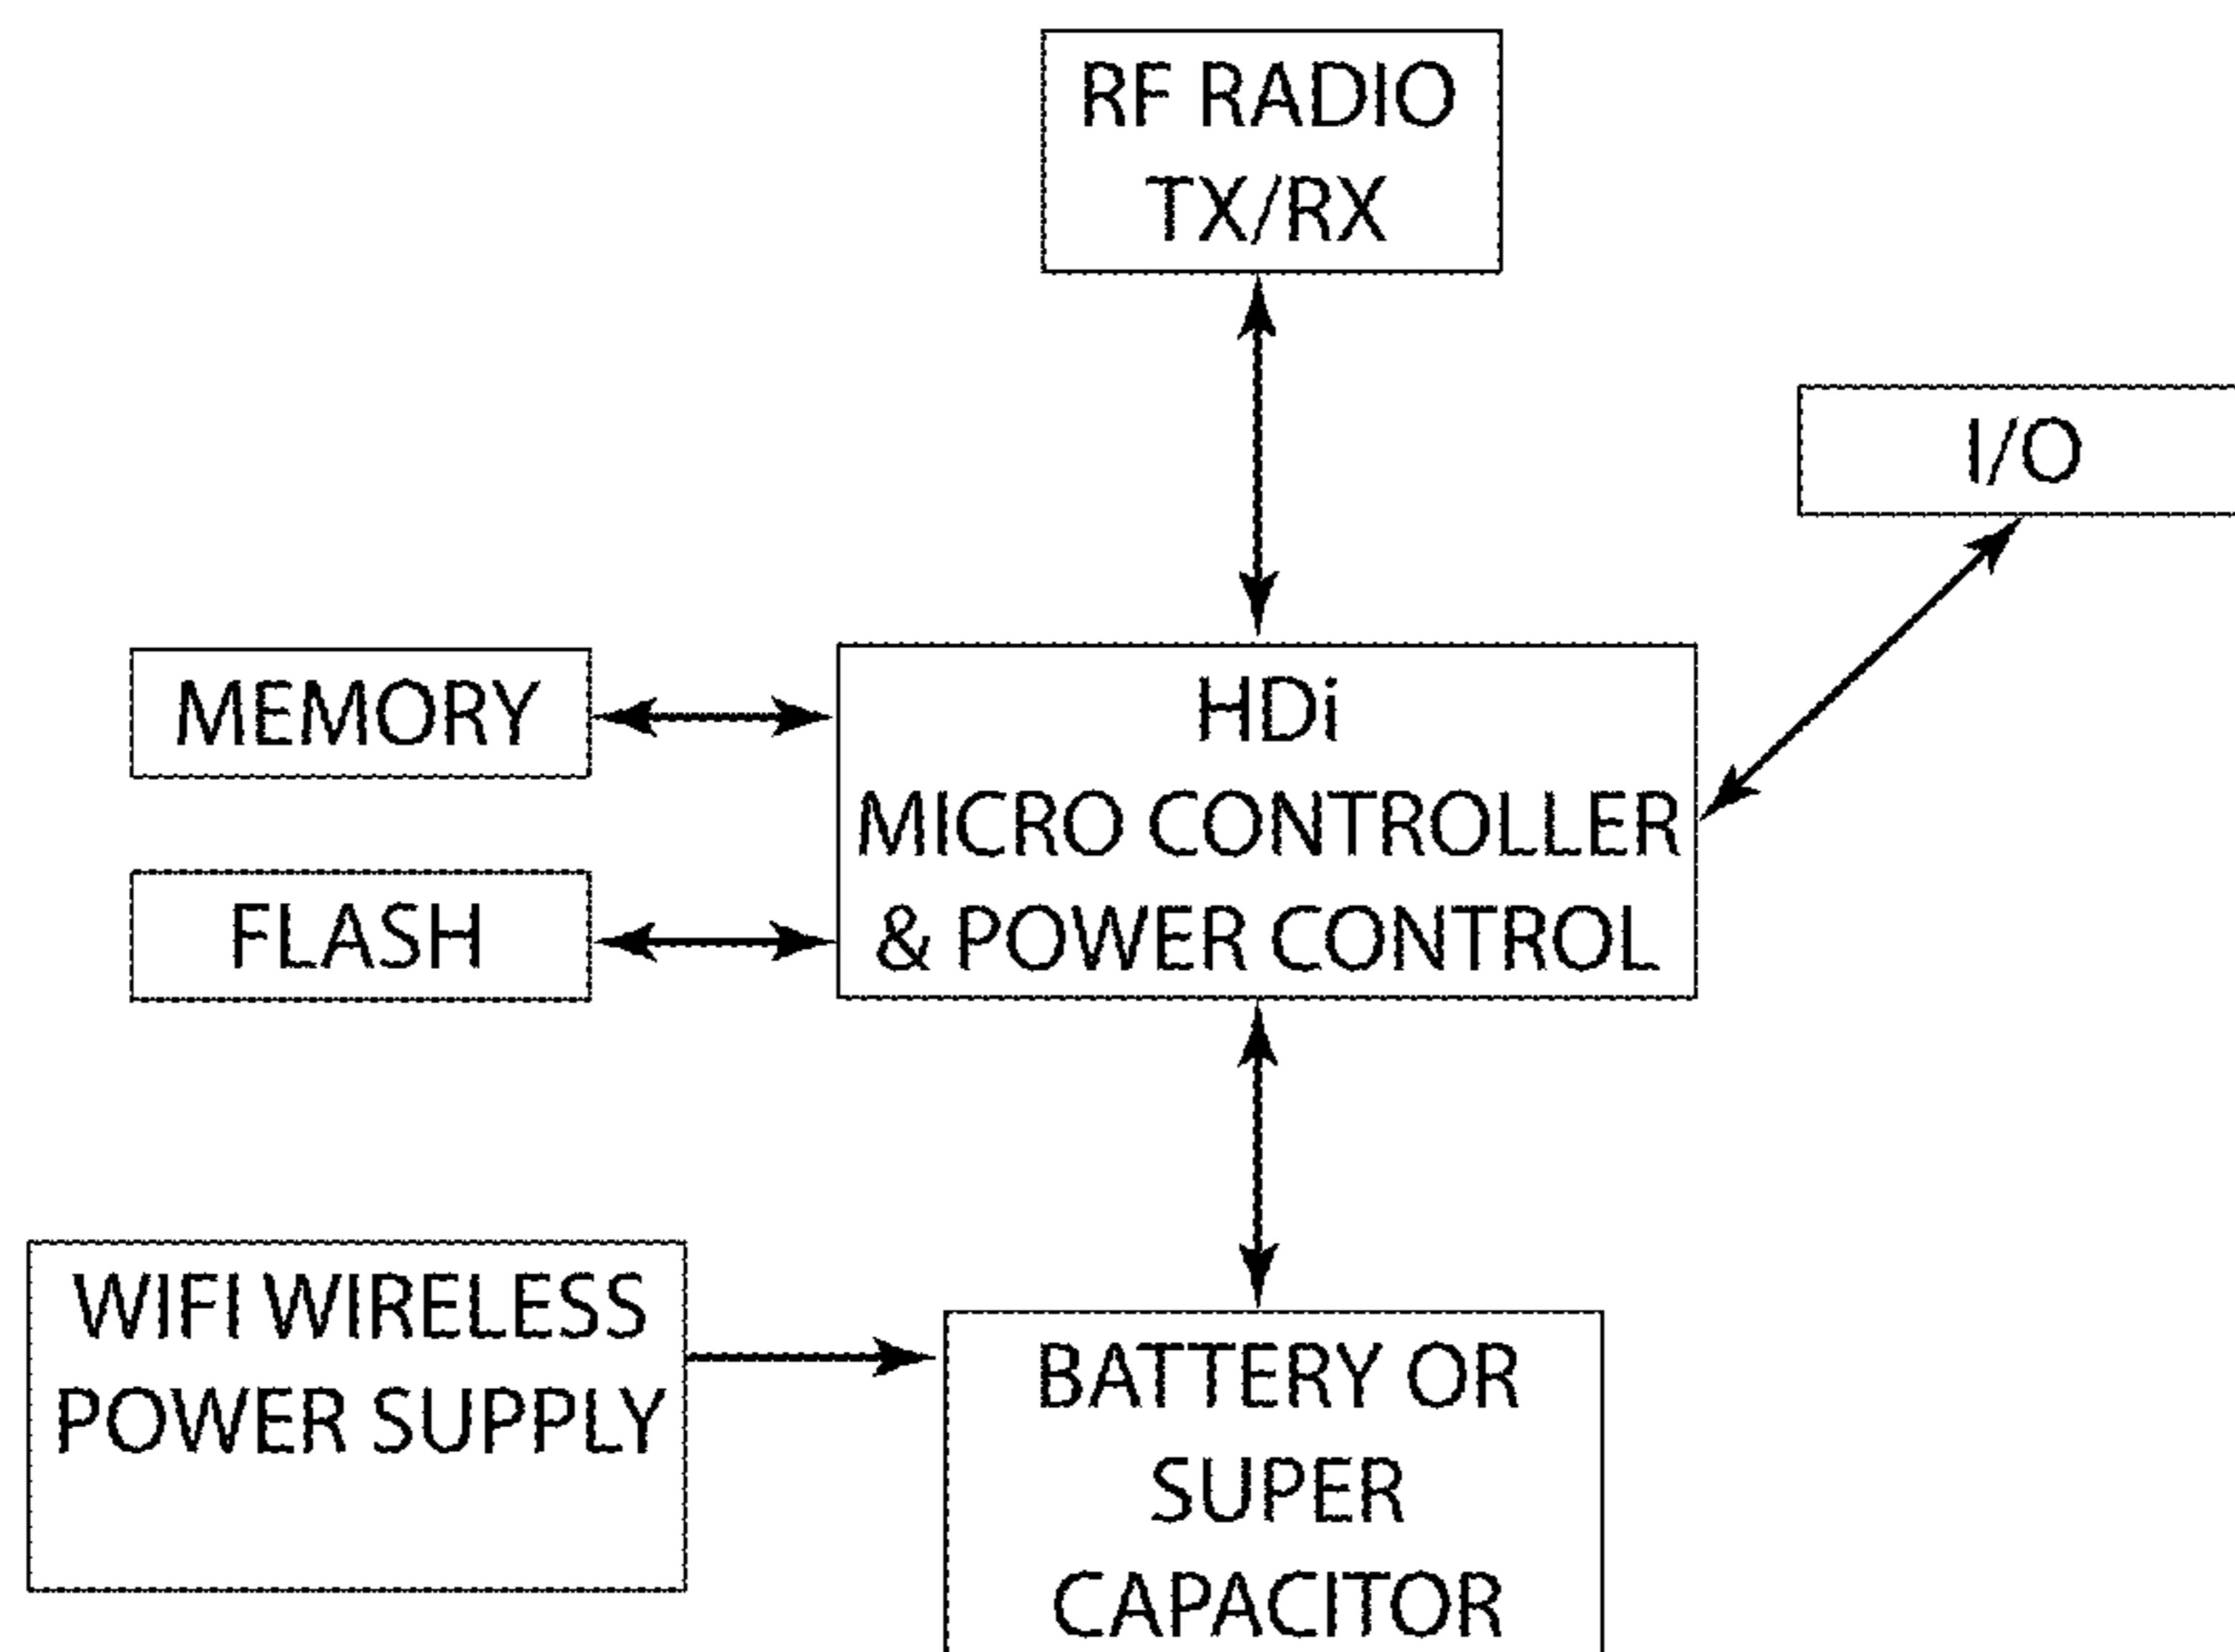 RF RADIO
TX/RX
I/O
MEMORY
HDi
MICRO CONTROLLER
& POWER CONTROL
FLASH
WIFI WIRELESS
POWER SUPPLY
BATTERY OR
SUPER
CAPACITOR